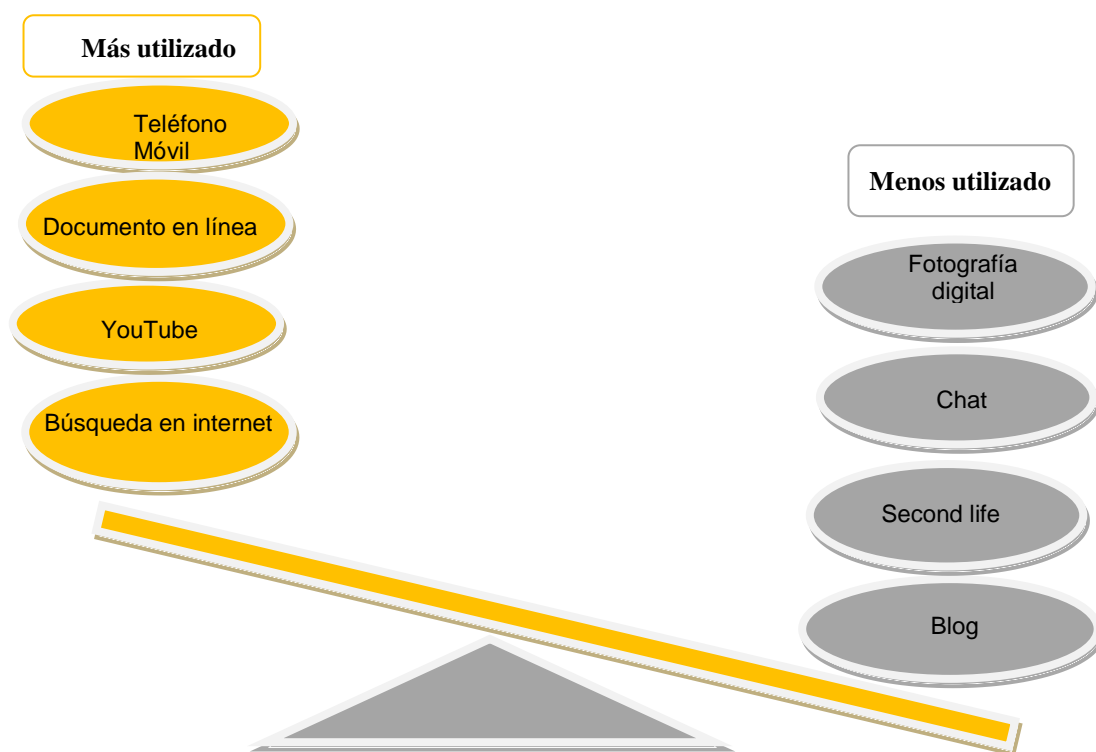 Más utilizado
Teléfono
Móvil
Documento en línea
YouTube
Búsqueda en internet
Menos utilizado
Fotografía
digital
Chat
Second life
Blog